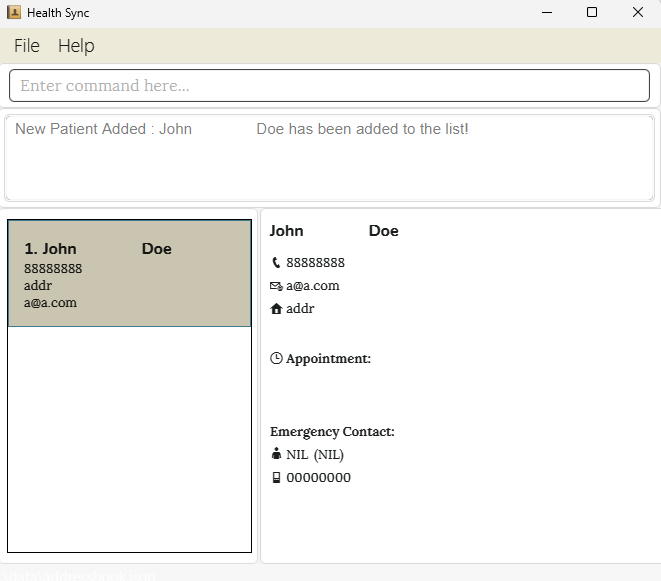 Health Sync
File Help
Enter command here...
New Patient Added : John Doe has been added to the list!
1. John Doe
88888888
addr
a@a.com
John Doe
88888888
a@a.com
addr
Appointment:
Emergency Contact:
NIL (NIL)
00000000